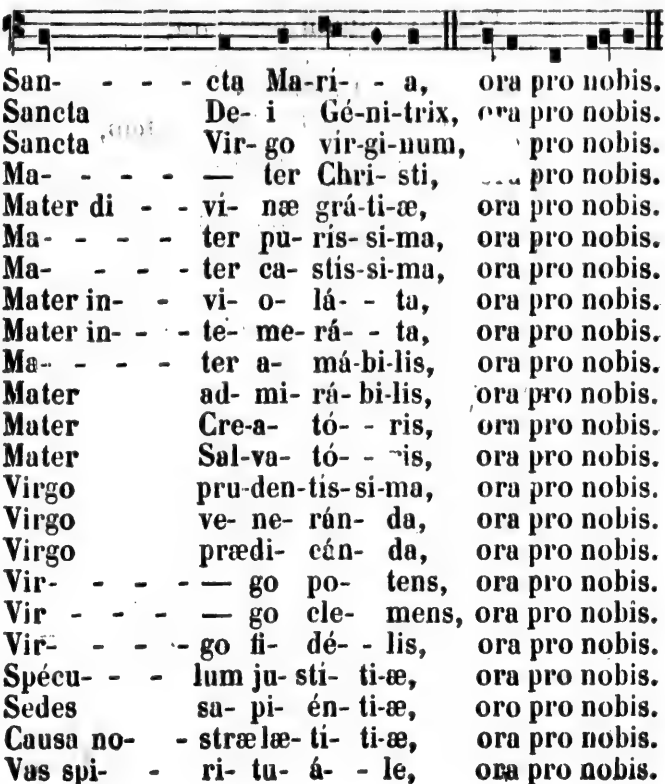 San- - - - cta Ma-rí- - a, ora pro nobis.
Sancta De- i Gé-ni-trix, ora pro nobis.
Sancta Vir- go vír-gi-num, pro nobis.
Ma- - - - — ter Chri- sti, pro nobis.
Mater di - - ví- næ grá-ti-æ, ora pro nobis.
Ma- - - - ter pu- rís- si-ma, ora pro nobis.
Ma- - - - ter ca- stís-si-ma, ora pro nobis.
Mater in- - vi- o- lá- - ta, ora pro nobis.
Mater in- - - te- me-rá- - ta, ora pro nobis.
Ma- - - - ter a- má-bi-lis, ora pro nobis.
Mater ad- mi- rá- bi-lis, ora pro nobis.
Mater Cre-a- tó- - ris, ora pro nobis.
Mater Sal-va- tó- - ris, ora pro nobis.
Virgo pru-den-tís-si-ma, ora pro nobis.
Virgo ve- ne- rán- da, ora pro nobis.
Virgo prædi- cán- da, ora pro nobis.
Vir- - - - — go po- tens, ora pro nobis.
Vir - - - - — go cle- mens, ora pro nobis.
Vir- - - - go fi- dé- - lis, ora pro nobis.
Spécu- - - lum ju- stí- ti-æ, ora pro nobis.
Sedes sa- pi- én- ti-æ, oro pro nobis.
Causa no- - stræ læ- tí- ti-æ, ora pro nobis.
Vas spi- - ri- tu- á- - le, ora pro nobis.